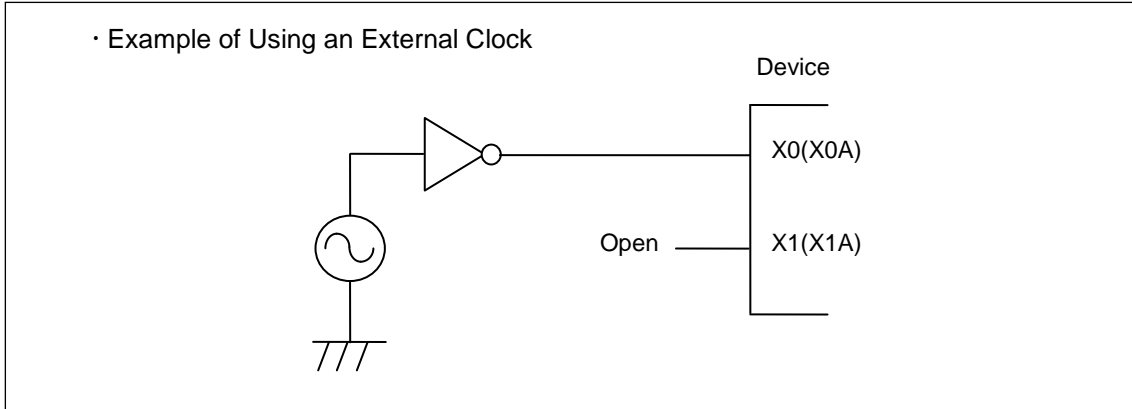 · Example of Using an External Clock
Device
X0(X0A)
Open
X1(X1A)